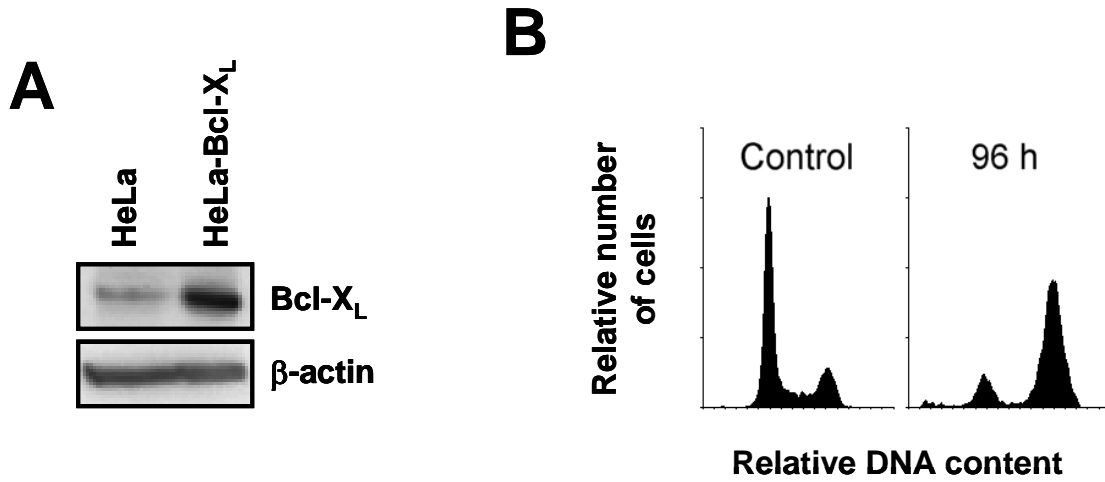 A
B
HeLa
HeLa-Bcl-XL
Bcl-XL
β-actin
Relative number
of cells
Control
96 h
Relative DNA content